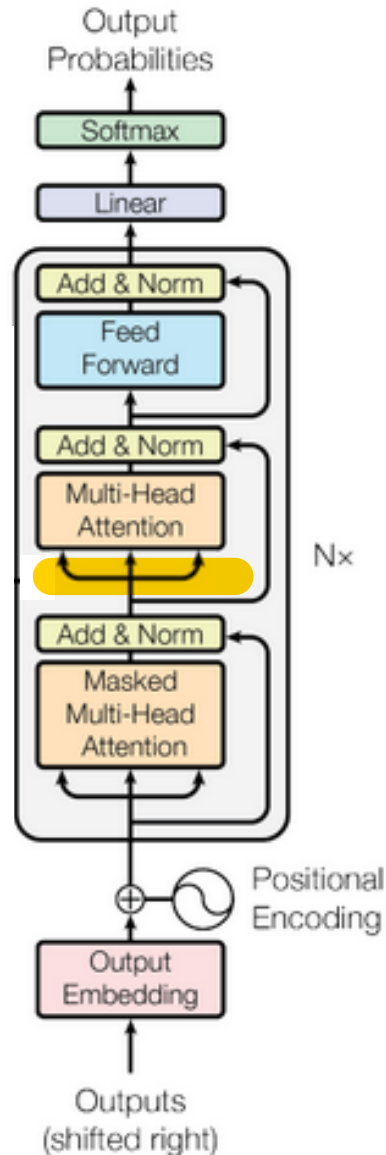 Output
Probabilities
Softmax
Linear
Add & Norm
Feed
Forward
Add & Norm
Multi-Head
Attention
N×
Add & Norm
Masked
Multi-Head
Attention
Positional
Encoding
Output
Embedding
Outputs
(shifted right)